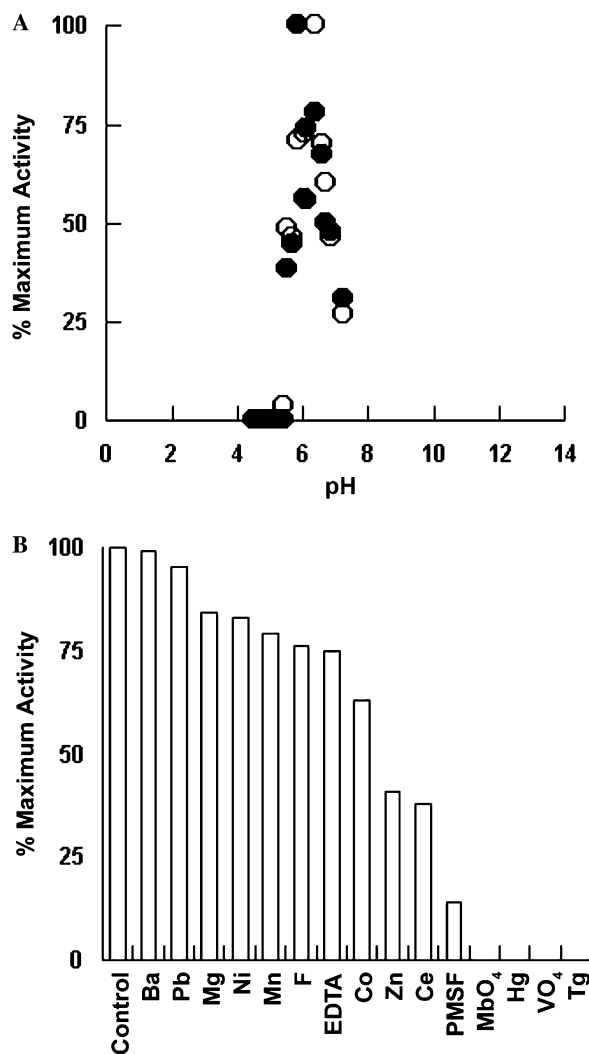 A
100
75
50
25
0
% Maximum Activity
0 2 4 6 8 10 12 14
pH
B
100
75
50
25
0
% Maximum Activity
Control
Ba
Pb
Mg
Ni
Mn
F
EDTA
Co
Zn
Ce
PMSF
MbO4
Hg
VO4
Tg